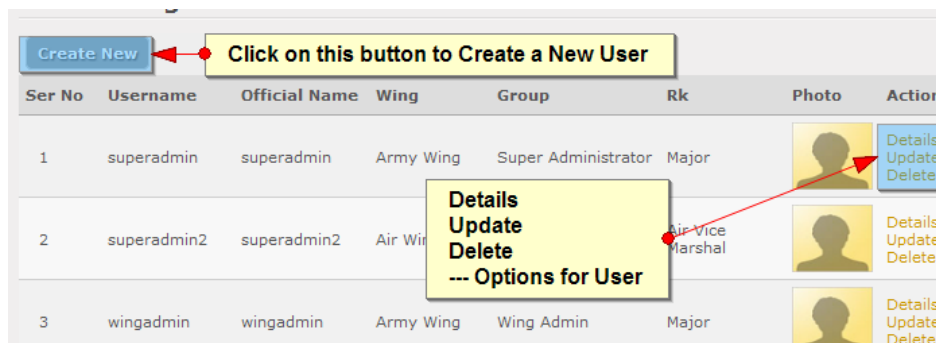 Create New
Click on this button to Create a New User
Ser No Username Official Name Wing Group Rk Photo Action
1 superadmin superadmin Army Wing Super Administrator Major
Details
Update
Delete
Details
Update
Delete
--- Options for User
2 superadmin2 superadmin2 Air Air Vice Marshal
Details
Update
Delete
3 wingadmin wingadmin Army Wing Wing Admin Major
Details
Update
Delete